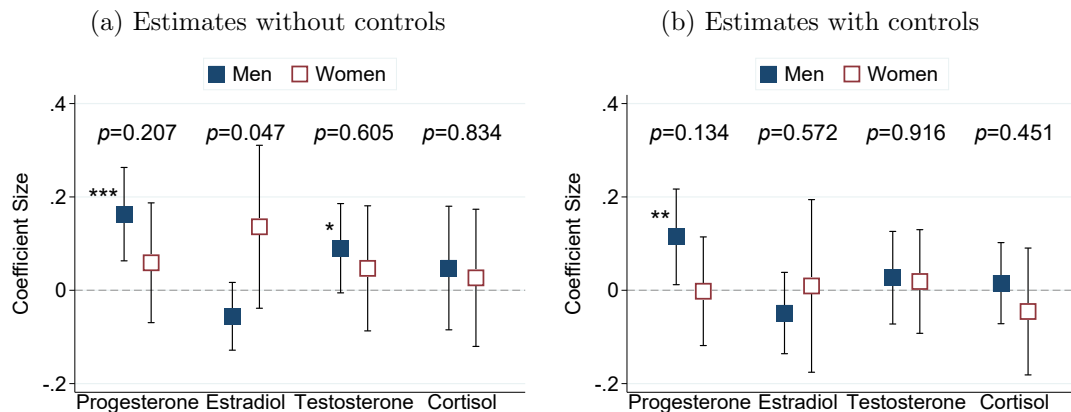 (a) Estimates without controls
Men Women
Coefficient Size
.4
.2
0
-.2
p=0.207 p=0.047 p=0.605 p=0.834
***
*
Progesterone Estradiol Testosterone Cortisol
(b) Estimates with controls
Men Women
Coefficient Size
.4
.2
0
-.2
p=0.134 p=0.572 p=0.916 p=0.451
**
Progesterone Estradiol Testosterone Cortisol